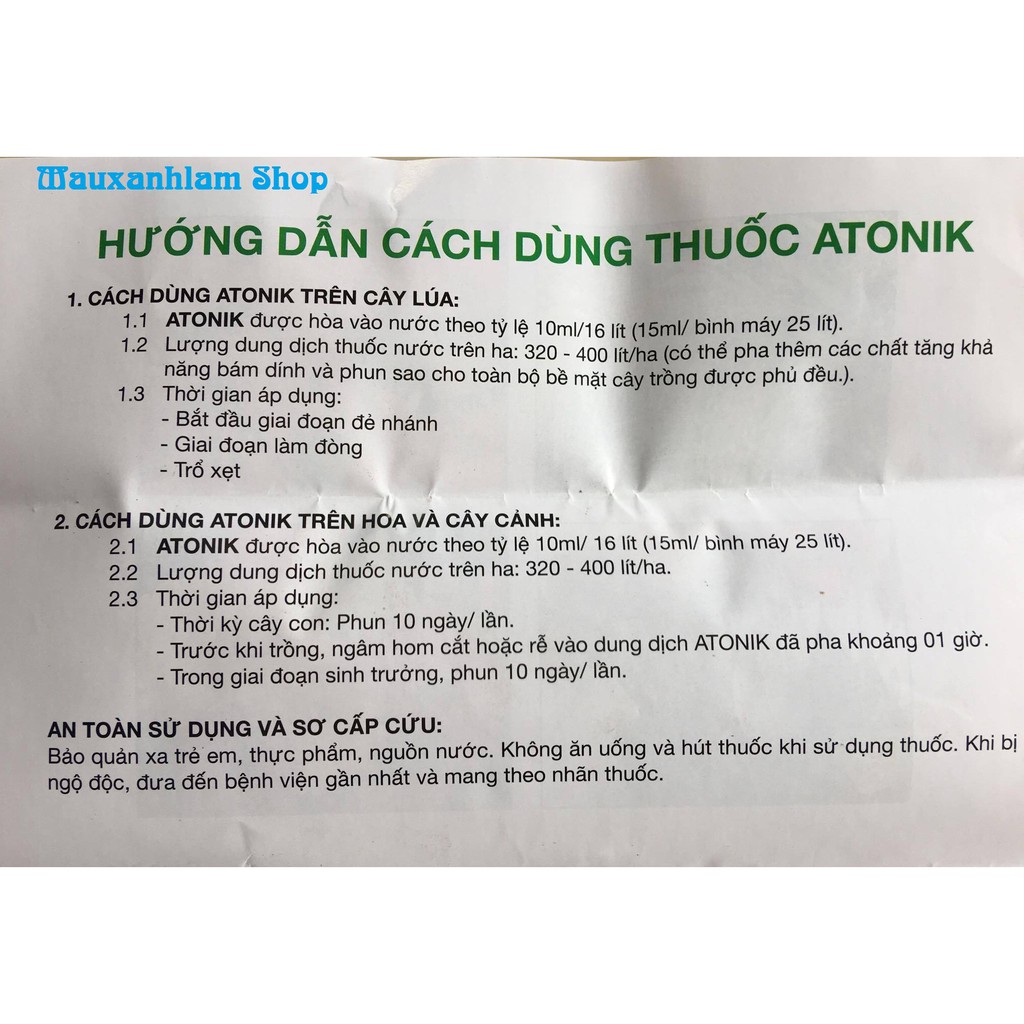 Mauxanhlam Shop
HƯỚNG DẪN CÁCH DÙNG THUỐC ATONIK
1. CÁCH DÙNG ATONIK TRÊN CÂY LÚA:
1.1 ATONIK được hòa vào nước theo tỷ lệ 10ml/16 lít (15ml/ bình máy 25 lít).
1.2 Lượng dung dịch thuốc nước trên ha: 320 - 400 lít/ha (có thể pha thêm các chất tăng khả
năng bám dính và phun sao cho toàn bộ bề mặt cây trồng được phủ đều.).
1.3 Thời gian áp dụng:
- Bắt đầu giai đoạn đẻ nhánh
- Giai đoạn làm đòng
- Trổ xẹt
2. CÁCH DÙNG ATONIK TRÊN HOA VÀ CÂY CẢNH:
2.1 ATONIK được hòa vào nước theo tỷ lệ 10ml/ 16 lít (15ml/ bình máy 25 lít).
2.2 Lượng dung dịch thuốc nước trên ha: 320 - 400 lít/ha.
2.3 Thời gian áp dụng:
- Thời kỳ cây con: Phun 10 ngày/ lần.
- Trước khi trồng, ngâm hom cắt hoặc rễ vào dung dịch ATONIK đã pha khoảng 01 giờ.
- Trong giai đoạn sinh trưởng, phun 10 ngày/ lần.
AN TOÀN SỬ DỤNG VÀ SƠ CẤP CỨU:
Bảo quản xa trẻ em, thực phẩm, nguồn nước. Không ăn uống và hút thuốc khi sử dụng thuốc. Khi bị
ngộ độc, đưa đến bệnh viện gần nhất và mang theo nhãn thuốc.